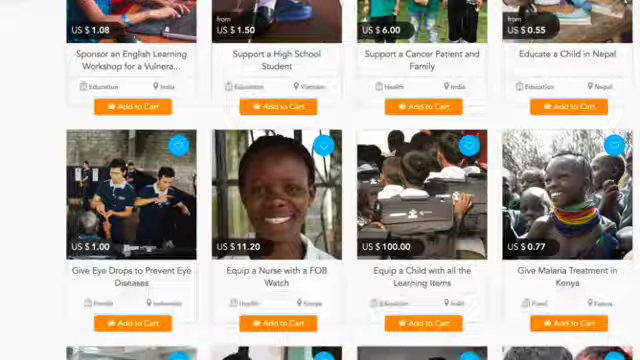 US $ 1.08
Sponsor an English Learning
Workshop for a Vulnera...
Education
India
Add to Cart
from
US $ 1.50
Support a High School
Student
Education
Vietnam
Add to Cart
US $ 6.00
Support a Cancer Patient and
Family
Health
India
Add to Cart
from
US $ 0.55
Educate a Child in Nepal
Education
Nepal
Add to Cart
US $ 1.00
Give Eye Drops to Prevent Eye
Diseases
Indonesia
Add to Cart
US $ 11.20
Equip a Nurse with a FOB
Watch
Health
Kenya
Add to Cart
US $ 100.00
Equip a Child with all the
Learning Items
Education
India
Add to Cart
US $ 0.77
Give Malaria Treatment in
Kenya
Kenya
Add to Cart